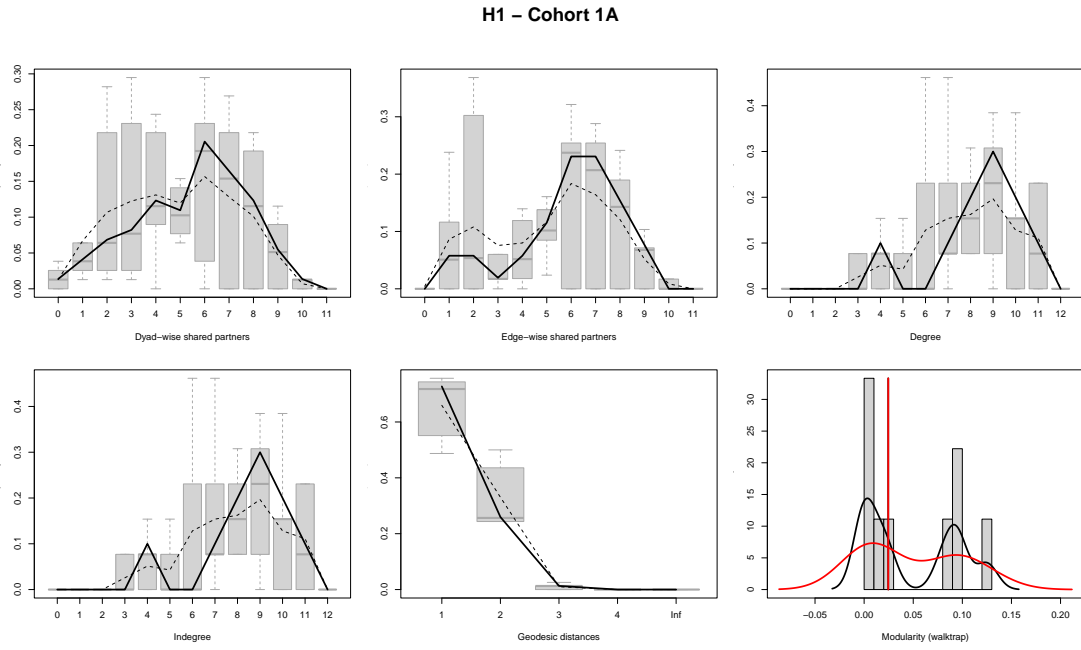 H1 − Cohort 1A
0.00 0.05 0.10 0.15 0.20 0.25 0.30
0 1 2 3 4 5 6 7 8 9 10 11
Dyad−wise shared partners
0.0 0.1 0.2 0.3
0 1 2 3 4 5 6 7 8 9 10 11
Edge−wise shared partners
0.0 0.1 0.2 0.3 0.4
0 1 2 3 4 5 6 7 8 9 10 11 12
Degree
0.0 0.1 0.2 0.3 0.4
0 1 2 3 4 5 6 7 8 9 10 11 12
Indegree
0.0 0.2 0.4 0.6
1 2 3 4 Inf
Geodesic distances
0 5 10 15 20 25 30
−0.05 0.00 0.05 0.10 0.15 0.20
Modularity (walktrap)